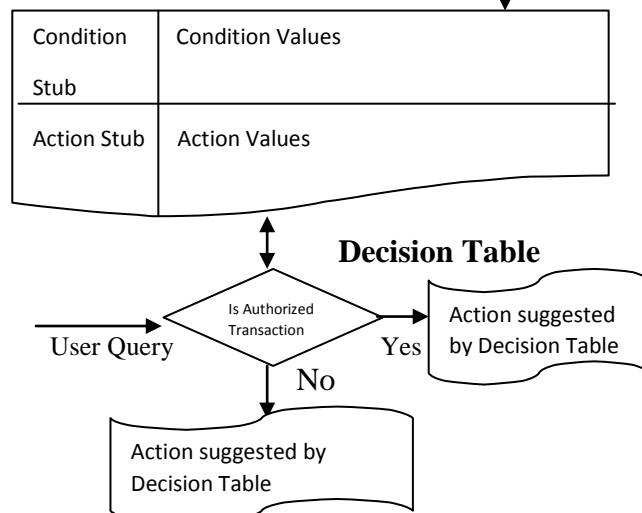 Condition Stub
Condition Values
Action Stub
Action Values
Decision Table
Is Authorized
Transaction
User Query
Yes
Action suggested
by Decision Table
No
Action suggested by
Decision Table